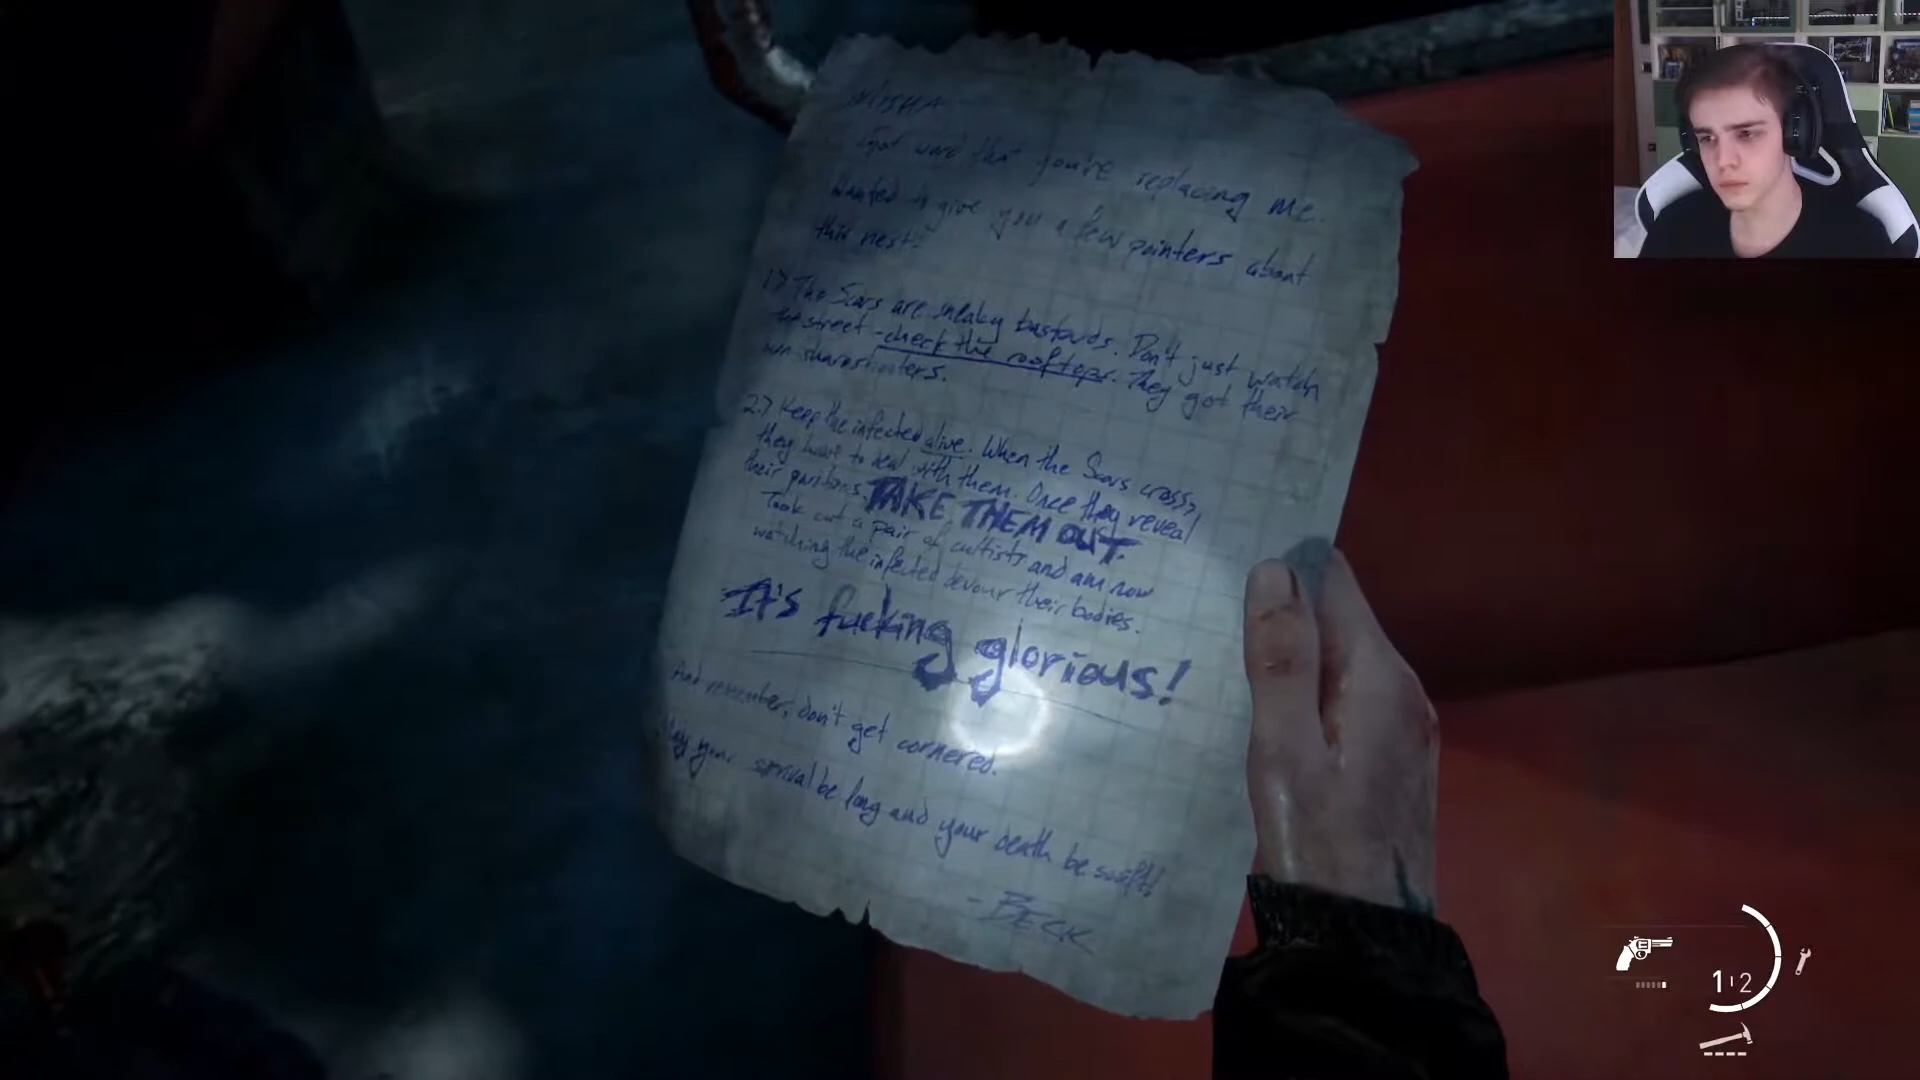 MISHA
Got word that you're replacing me.
Wanted to give you a few pointers about
this nest:
1.) The Scars are sneaky bastards. Don't just watch
the street - check the rooftops. They got their
own sharpshooters.
2.) Keep the infected alive. When the Scars cross,
they have to deal with them. Once they reveal
their positions, TAKE THEM OUT.
Took out a pair of cultists and am now
watching the infected devour their bodies.
It's fucking glorious!
And remember, don't get cornered.
May your survival be long and your death be swift!
- BECK
1 2